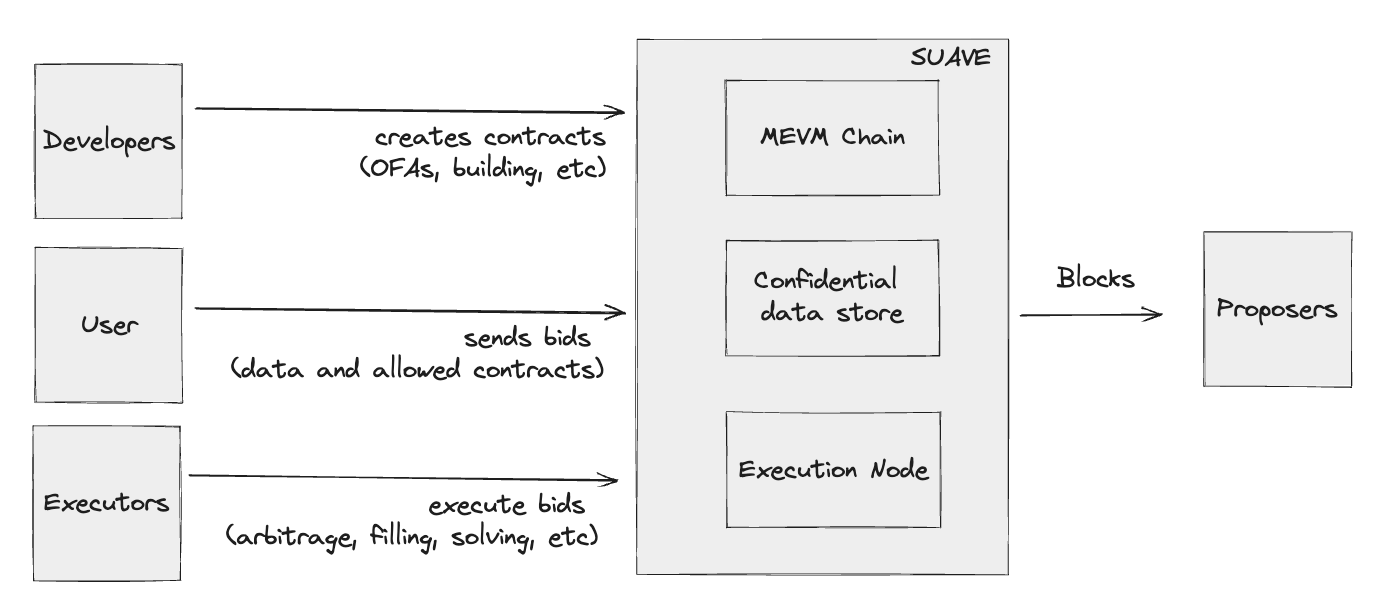 SUAVE
Developers
creates contracts
(OFAs, building, etc)
MEVM Chain
User
sends bids
(data and allowed contracts)
Confidential
data store
Blocks
Proposers
Executors
execute bids
(arbitrage, filling, solving, etc)
Execution Node